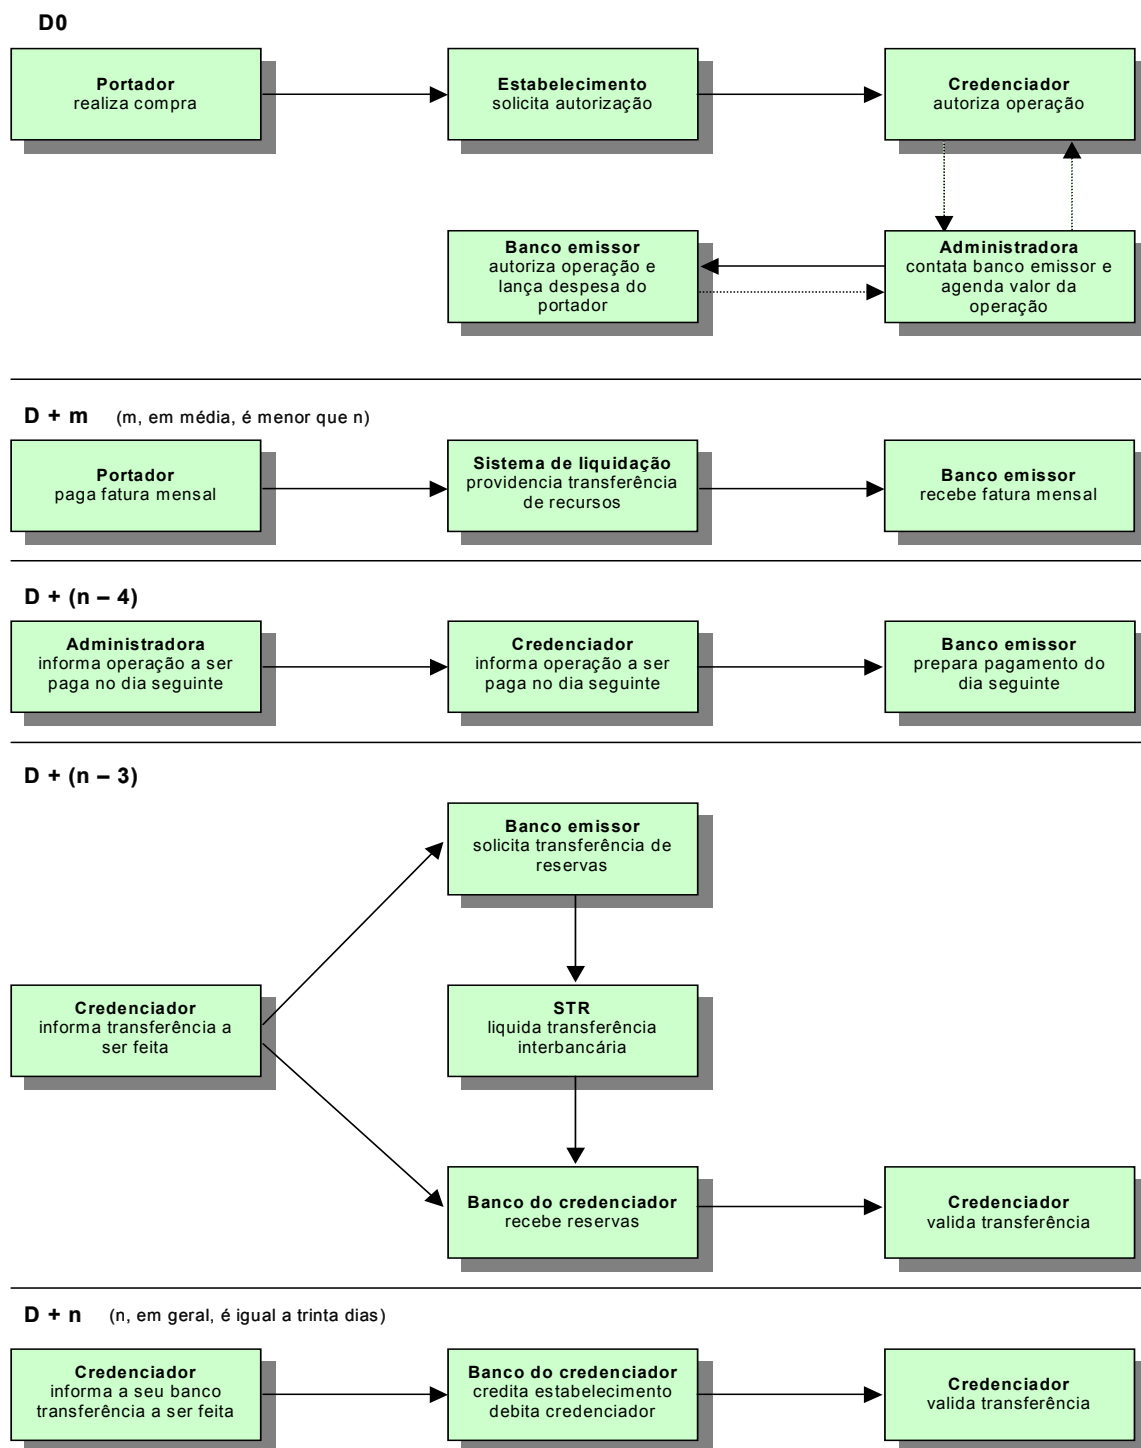 D0
Portador
realiza compra
Estabelecimento
solicita autorização
Credenciador
autoriza operação
Banco emissor
autoriza operação e
lança despesa do
portador
Administradora
contata banco emissor e
agenda valor da
operação
D + m (m, em média, é menor que n)
Portador
paga fatura mensal
Sistema de liquidação
providencia transferência
de recursos
Banco emissor
recebe fatura mensal
D + (n – 4)
Administradora
informa operação a ser
paga no dia seguinte
Credenciador
informa operação a ser
paga no dia seguinte
Banco emissor
prepara pagamento do
dia seguinte
D + (n – 3)
Banco emissor
solicita transferência de
reservas
Credenciador
informa transferência a
ser feita
STR
liquida transferência
interbancária
Banco do credenciador
recebe reservas
Credenciador
valida transferência
D + n (n, em geral, é igual a trinta dias)
Credenciador
informa a seu banco
transferência a ser feita
Banco do credenciador
credita estabelecimento
debita credenciador
Credenciador
valida transferência